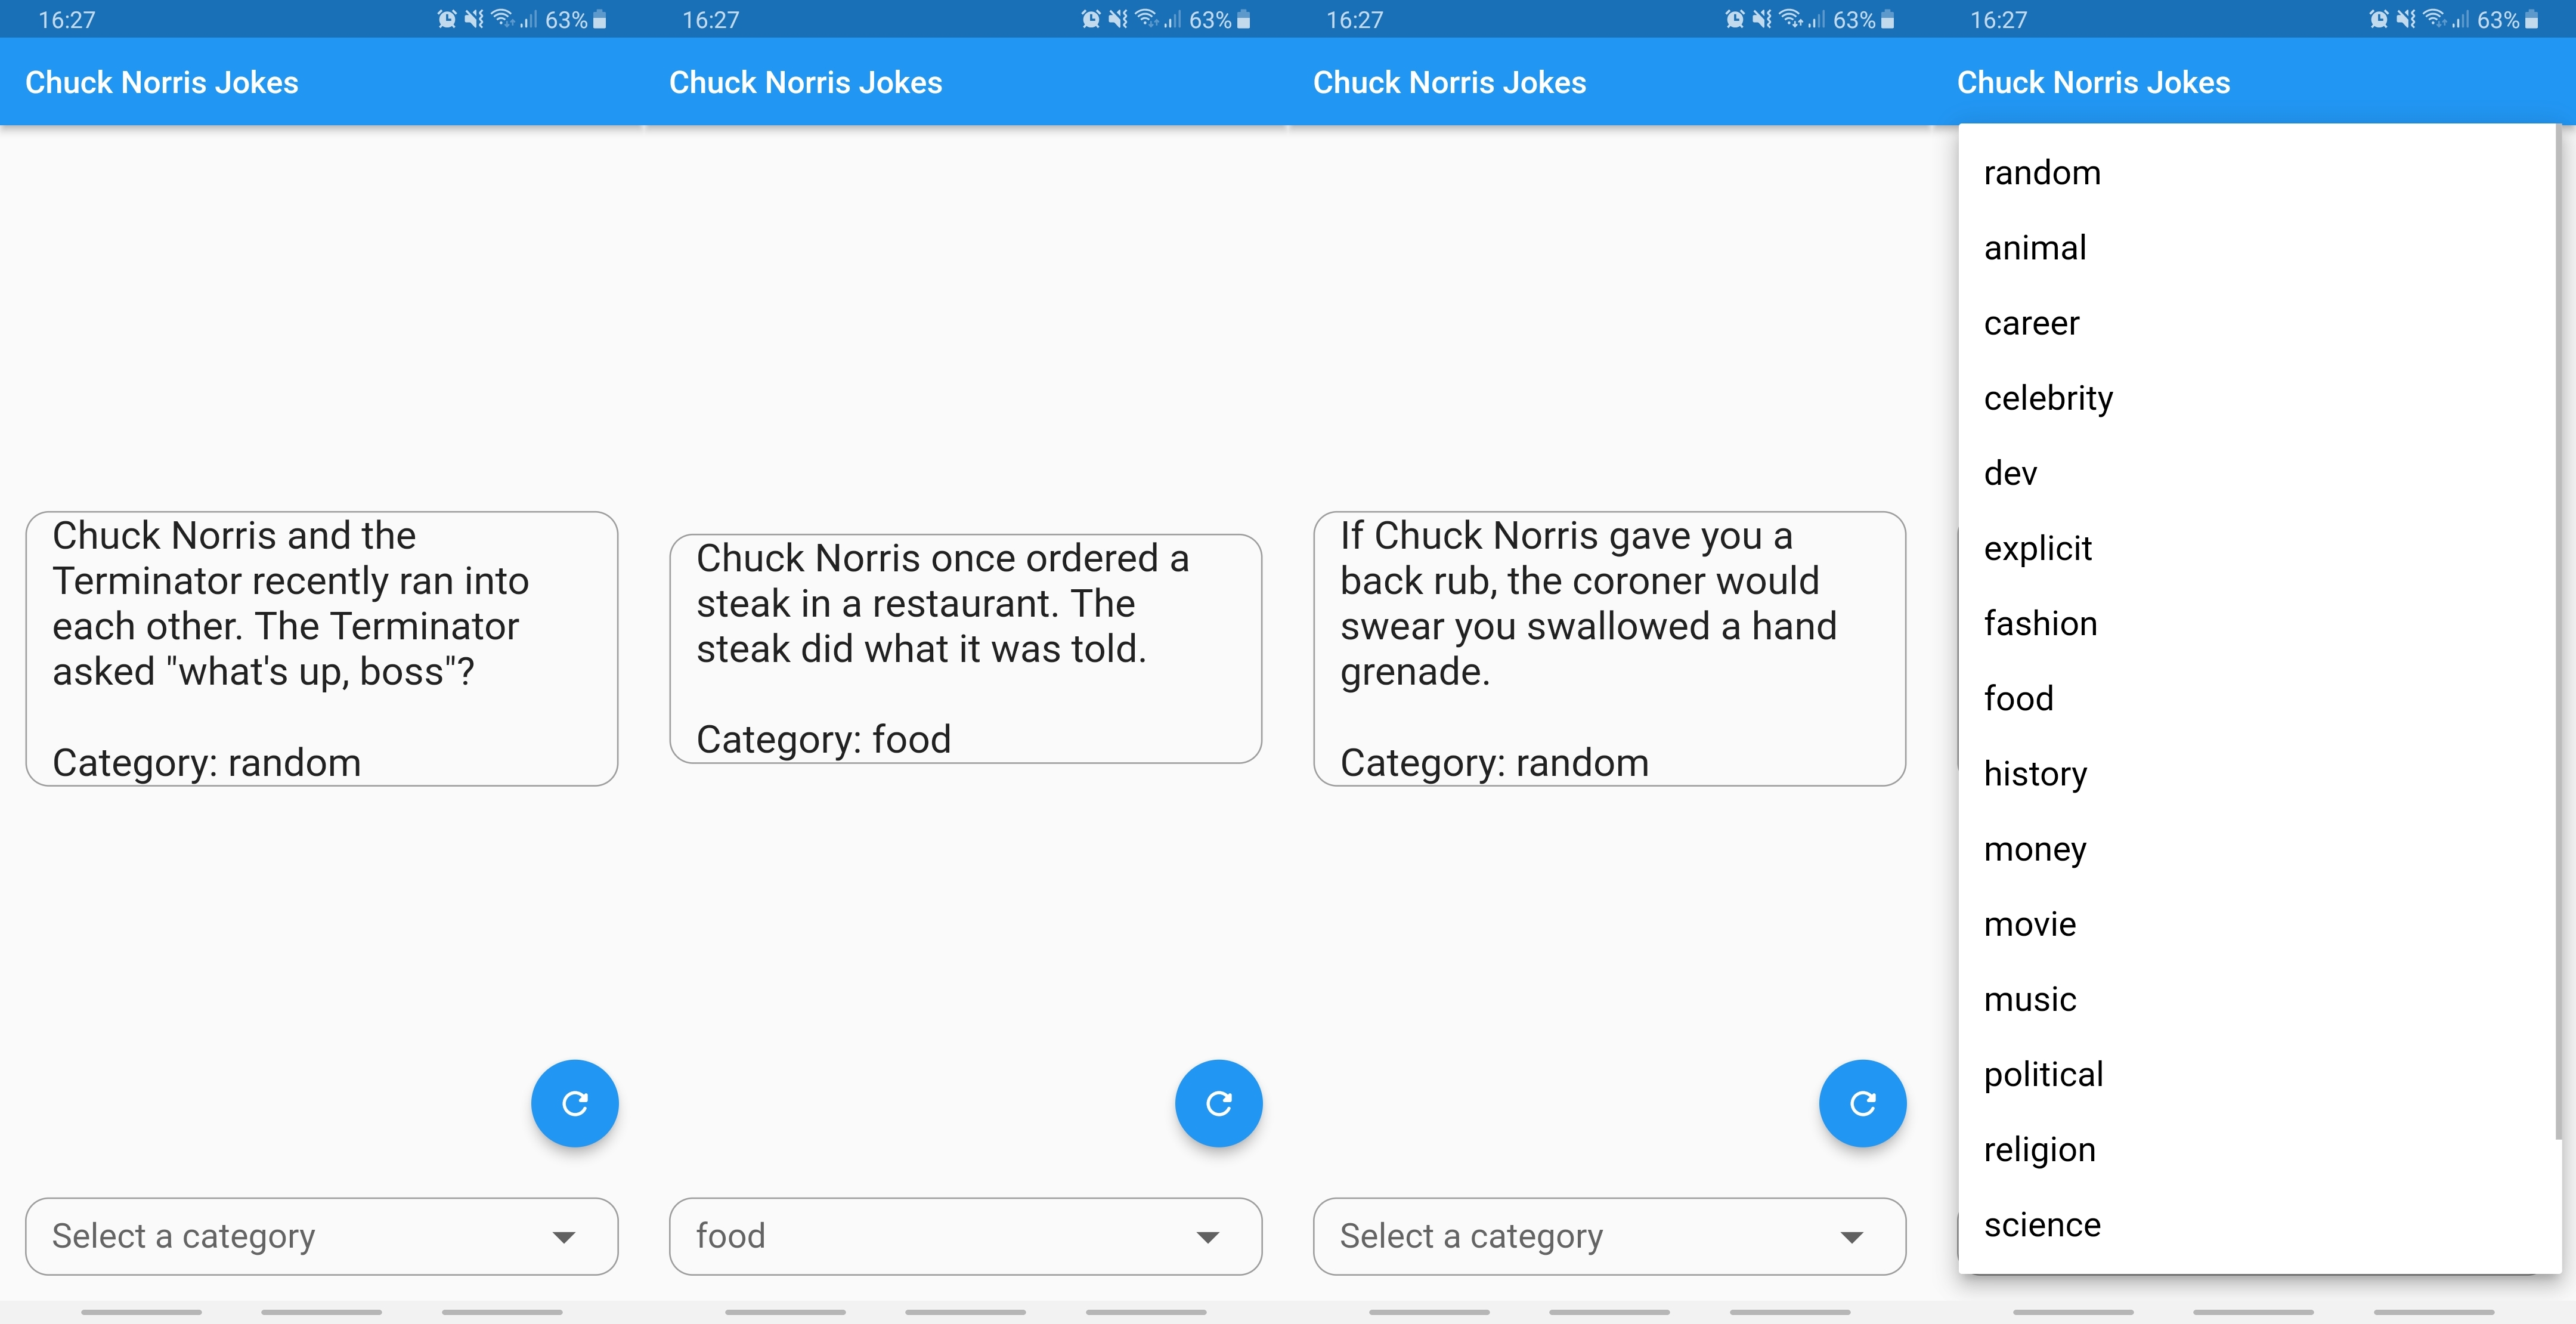 16:27
63%
Chuck Norris Jokes
Chuck Norris and the
Terminator recently ran into
each other. The Terminator
asked "what's up, boss"?
Category: random
Select a category
16:27
63%
Chuck Norris Jokes
Chuck Norris once ordered a
steak in a restaurant. The
steak did what it was told.
Category: food
food
16:27
63%
Chuck Norris Jokes
If Chuck Norris gave you a
back rub, the coroner would
swear you swallowed a hand
grenade.
Category: random
Select a category
16:27
63%
Chuck Norris Jokes
random
animal
career
celebrity
dev
explicit
fashion
food
history
money
movie
music
political
religion
science